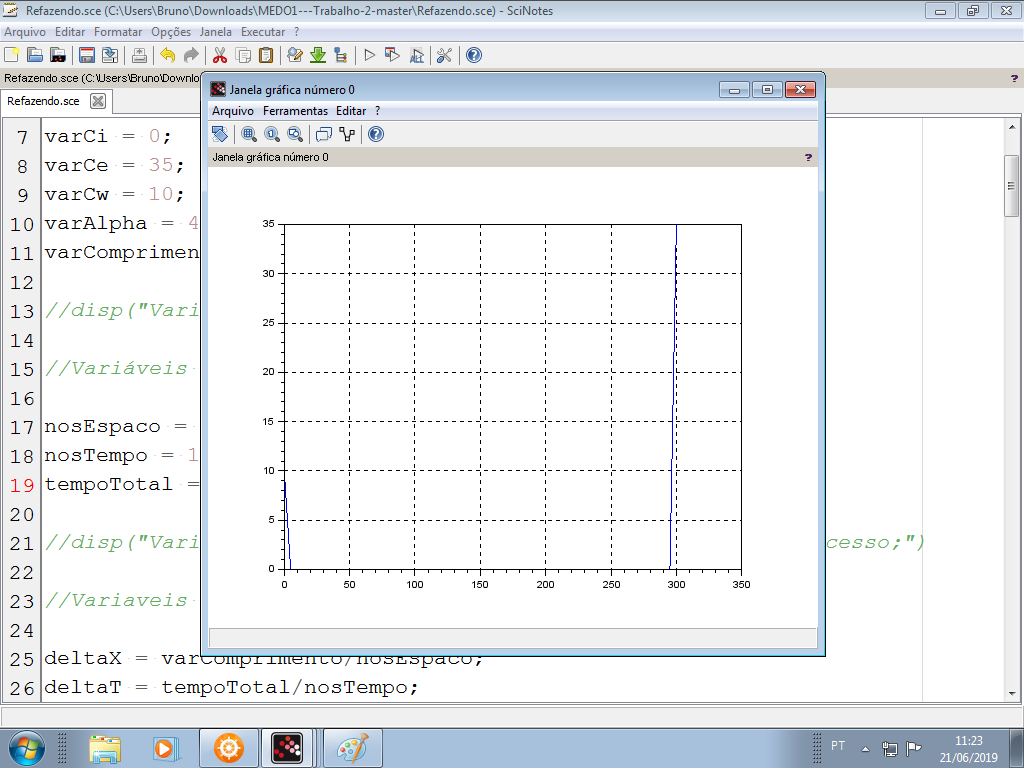 Refazendo.sce (C:\Users\Bruno\Downloads\MEDO1---Trabalho-2-master\Refazendo.sce) - SciNotes
Arquivo Editar Formatar Opções Janela Executar ?
Refazendo.sce (C:\Users\Bruno\Downlo
?
Refazendo.sce
7 varCi = 0;
8 varCe = 35;
9 varCw = 10;
10 varAlpha = 4
11 varComprimen
12
13 //disp("Vari
14
15 //Variáveis
16
17 nosEspaco =
18 nosTempo = 1
19 tempoTotal =
20
21 //disp("Vari cesso;")
22
23 //Variaveis
24
25 deltaX = varComprimento/nosEspaco;
26 deltaT = tempoTotal/nosTempo;
Janela gráfica número 0
Arquivo Ferramentas Editar ?
Janela gráfica número 0
?
35
30
25
20
15
10
5
0
0 50 100 150 200 250 300 350
PT
11:23
21/06/2019